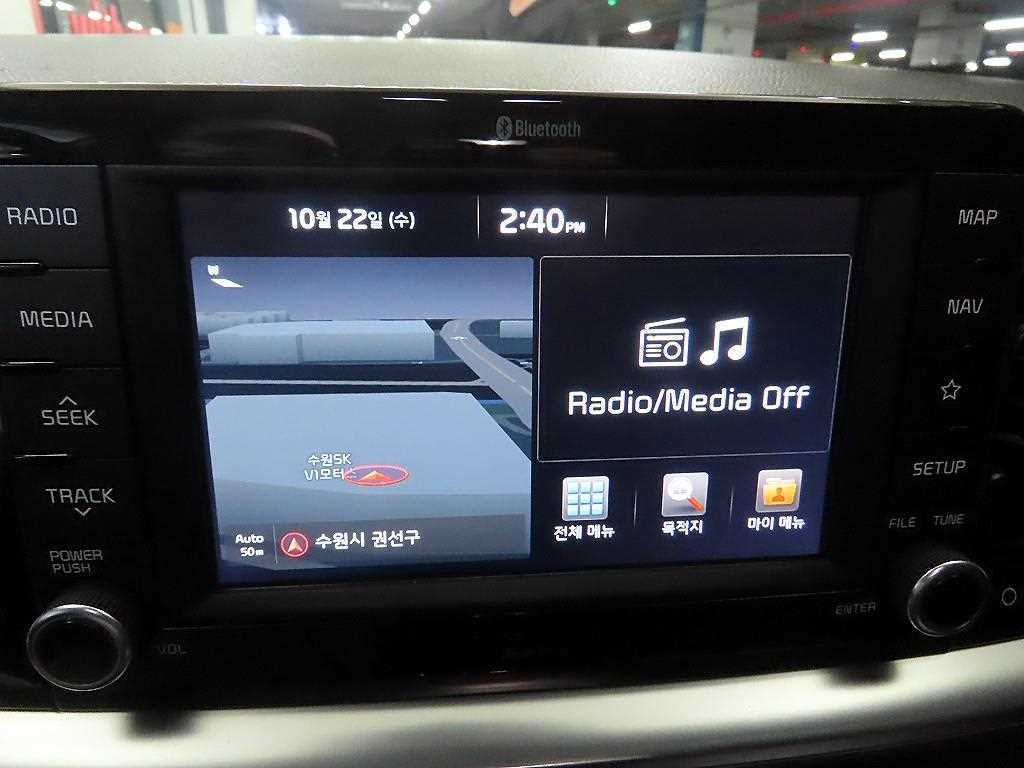 Bluetooth
RADIO
MEDIA
SEEK
TRACK
POWER
PUSH
VOL
10월 22일 (수)
2:40PM
W
수원SK
V1모터스
Auto
50m
수원시 권선구
Radio/Media Off
전체 메뉴
목적지
마이 메뉴
MAP
NAV
SETUP
FILE
TUNE
ENTER